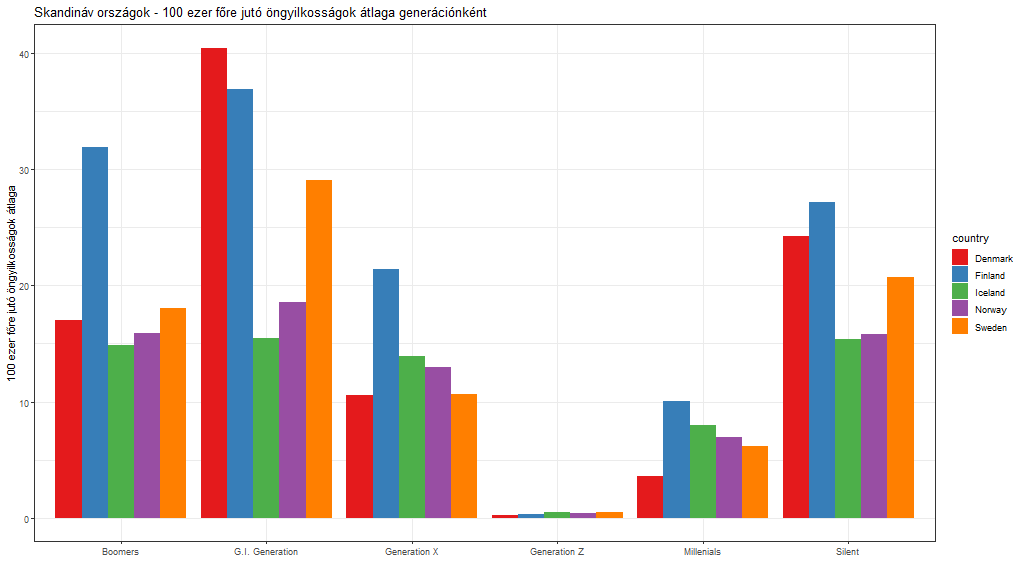 Skandináv országok - 100 ezer főre jutó öngyilkosságok átlaga generációnként
100 ezer főre jutó öngyilkosságok átlaga
40
30
20
10
0
Boomers
G.I. Generation
Generation X
Generation Z
Millenials
Silent
country
Denmark
Finland
Iceland
Norway
Sweden